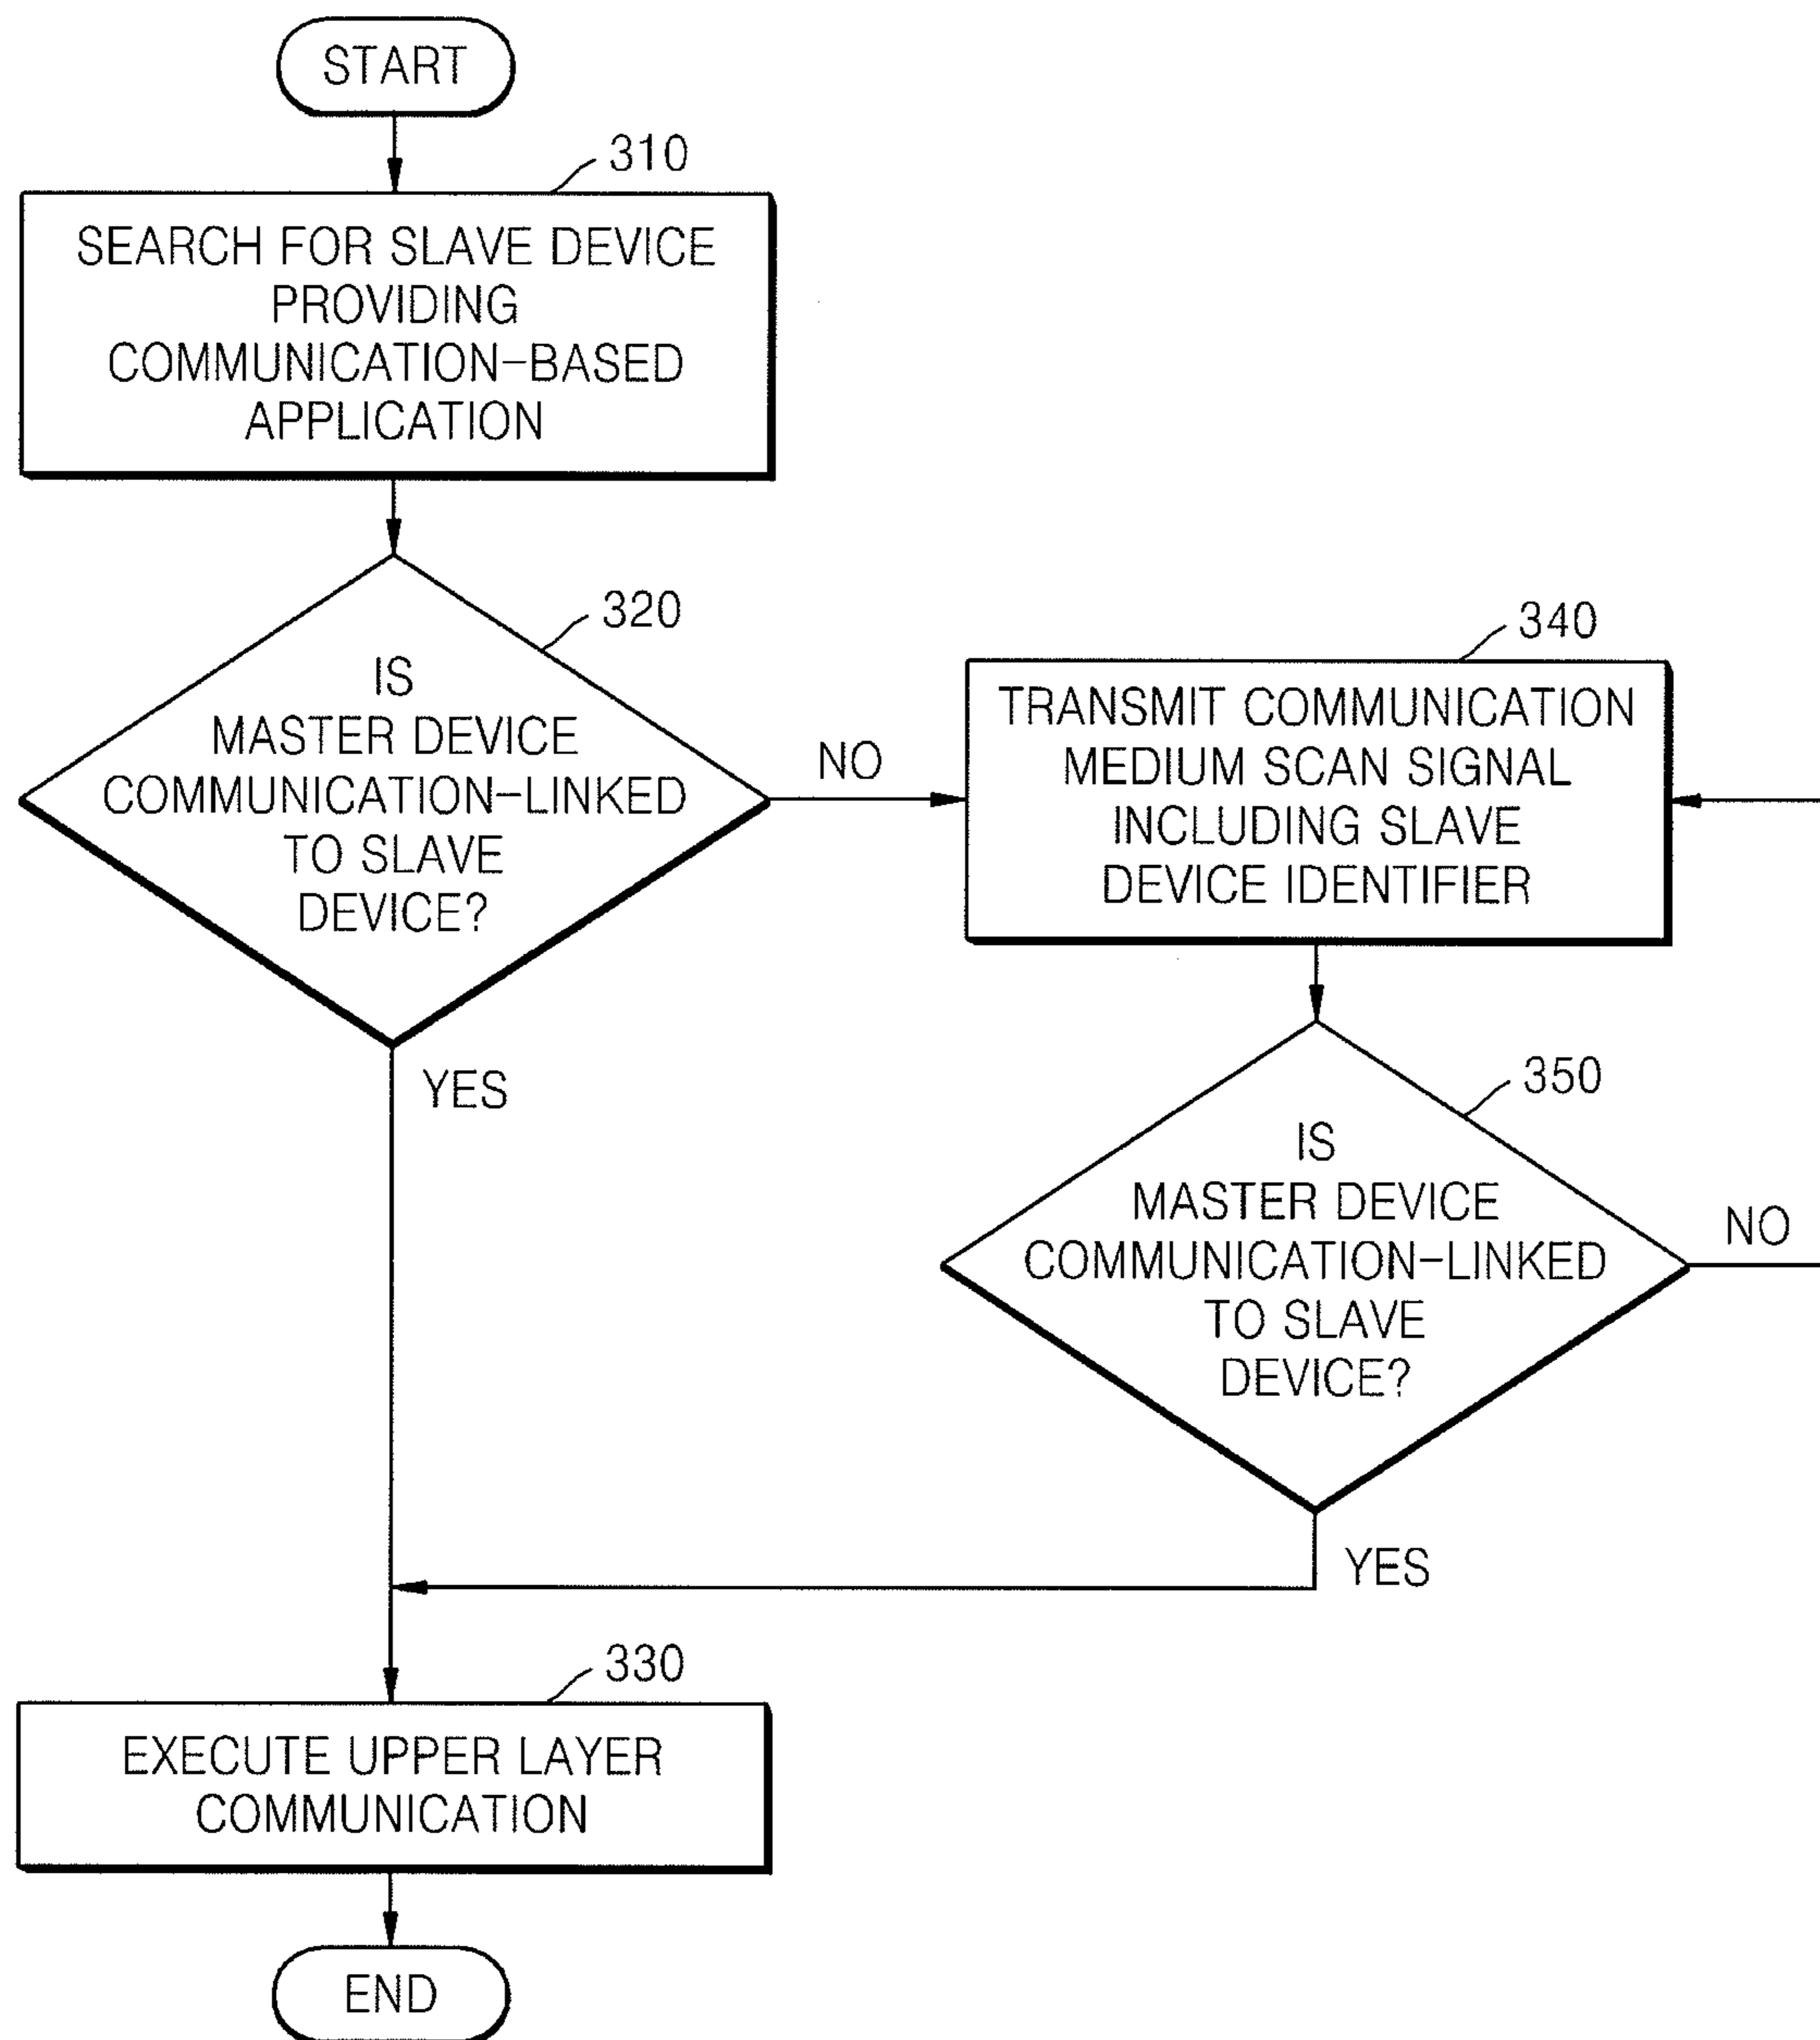 START
310
SEARCH FOR SLAVE DEVICE
PROVIDING
COMMUNICATION-BASED
APPLICATION
320
IS
MASTER DEVICE
COMMUNICATION-LINKED
TO SLAVE
DEVICE?
NO
YES
340
TRANSMIT COMMUNICATION
MEDIUM SCAN SIGNAL
INCLUDING SLAVE
DEVICE IDENTIFIER
350
IS
MASTER DEVICE
COMMUNICATION-LINKED
TO SLAVE
DEVICE?
NO
YES
330
EXECUTE UPPER LAYER
COMMUNICATION
END